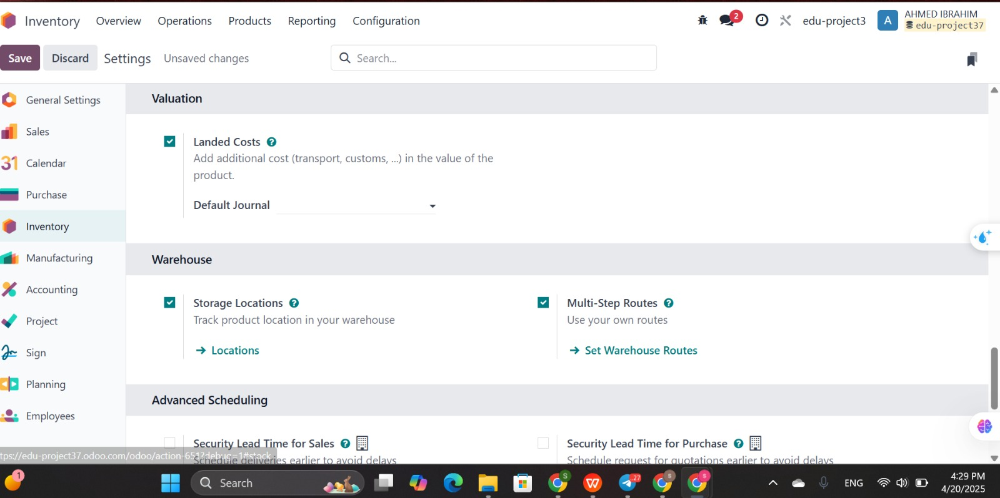 Inventory Overview Operations Products Reporting Configuration 2 edu-project3 A AHMED IBRAHIM
edu-project37
Save Discard Settings Unsaved changes Search...
General Settings
Sales
31 Calendar
Purchase
Inventory
Manufacturing
Accounting
Project
Sign
Planning
Employees
Valuation
Landed Costs ?
Add additional cost (transport, customs, ...) in the value of the
product.
Default Journal
Warehouse
Storage Locations ?
Track product location in your warehouse
→ Locations
Multi-Step Routes ?
Use your own routes
→ Set Warehouse Routes
Advanced Scheduling
Security Lead Time for Sales ?
Schedule deliveries earlier to avoid delays
Security Lead Time for Purchase ?
Schedule request for quotations earlier to avoid delays
tps://edu-project37.odoo.com/odoo/action-651?debug=1#stock
1 Search S W 27 s s ENG 4:29 PM
4/20/2025